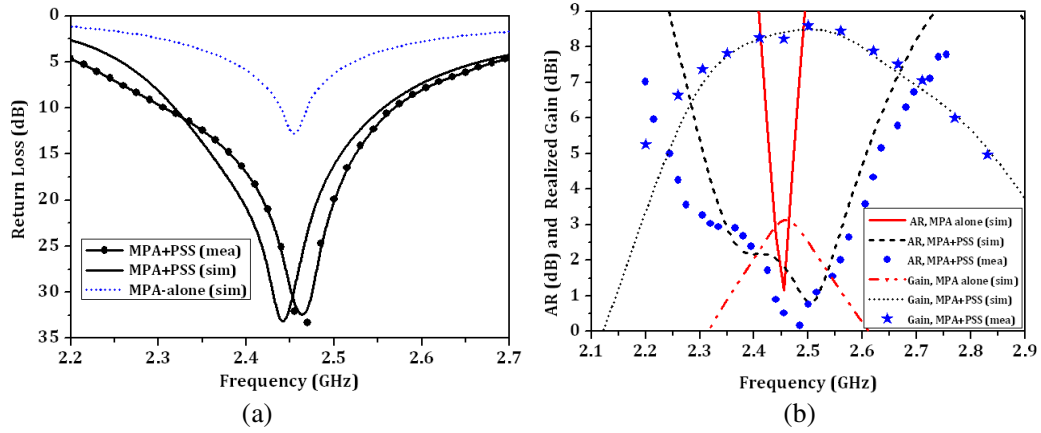 0
5
10
15
20
25
30
35
Return Loss (dB)
MPA+PSS (mea)
MPA+PSS (sim)
MPA-alone (sim)
2.2 2.3 2.4 2.5 2.6 2.7
Frequency (GHz)
(a)
9
8
7
6
5
4
3
2
1
0
AR (dB) and Realized Gain (dBi)
AR, MPA alone (sim)
AR, MPA+PSS (sim)
AR, MPA+PSS (mea)
Gain, MPA alone (sim)
Gain, MPA+PSS (sim)
Gain, MPA+PSS (mea)
2.1 2.2 2.3 2.4 2.5 2.6 2.7 2.8 2.9
Frequency (GHz)
(b)